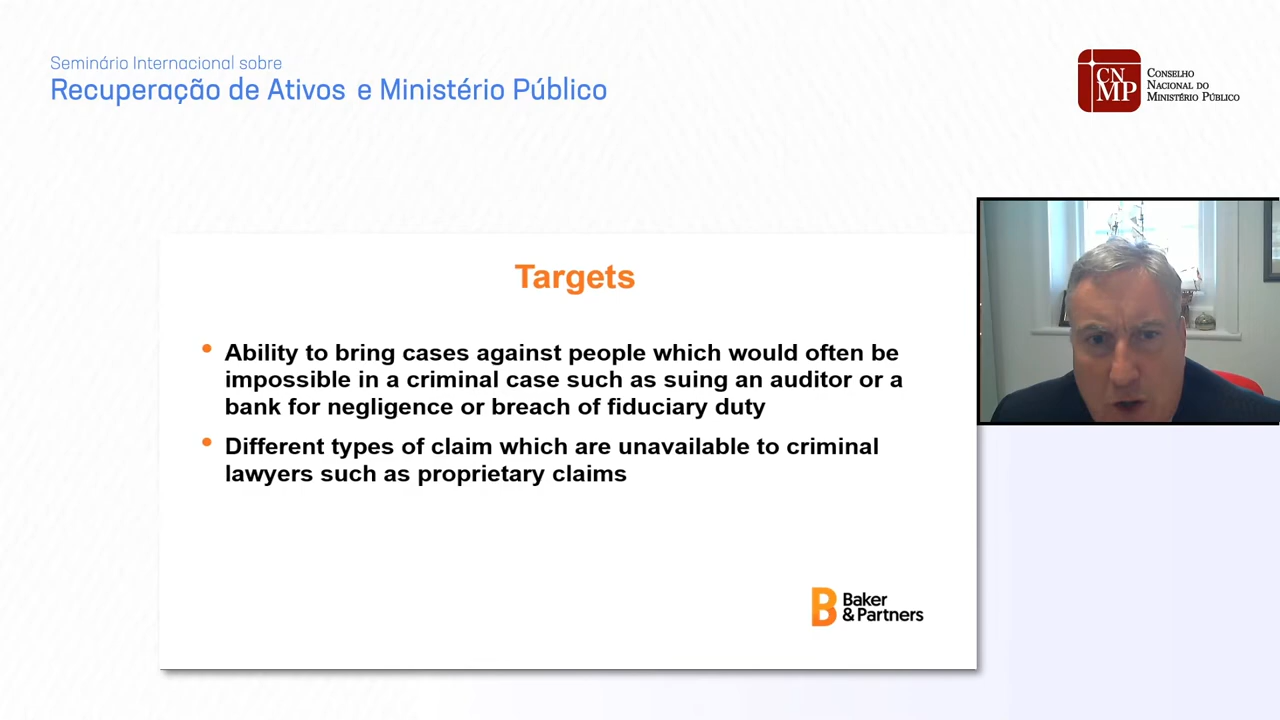 Seminário Internacional sobre
Recuperação de Ativos e Ministério Público
CN
MP
Conselho
Nacional do
Ministério Público
Targets
• Ability to bring cases against people which would often be
impossible in a criminal case such as suing an auditor or a
bank for negligence or breach of fiduciary duty
• Different types of claim which are unavailable to criminal
lawyers such as proprietary claims
B
Baker
& Partners